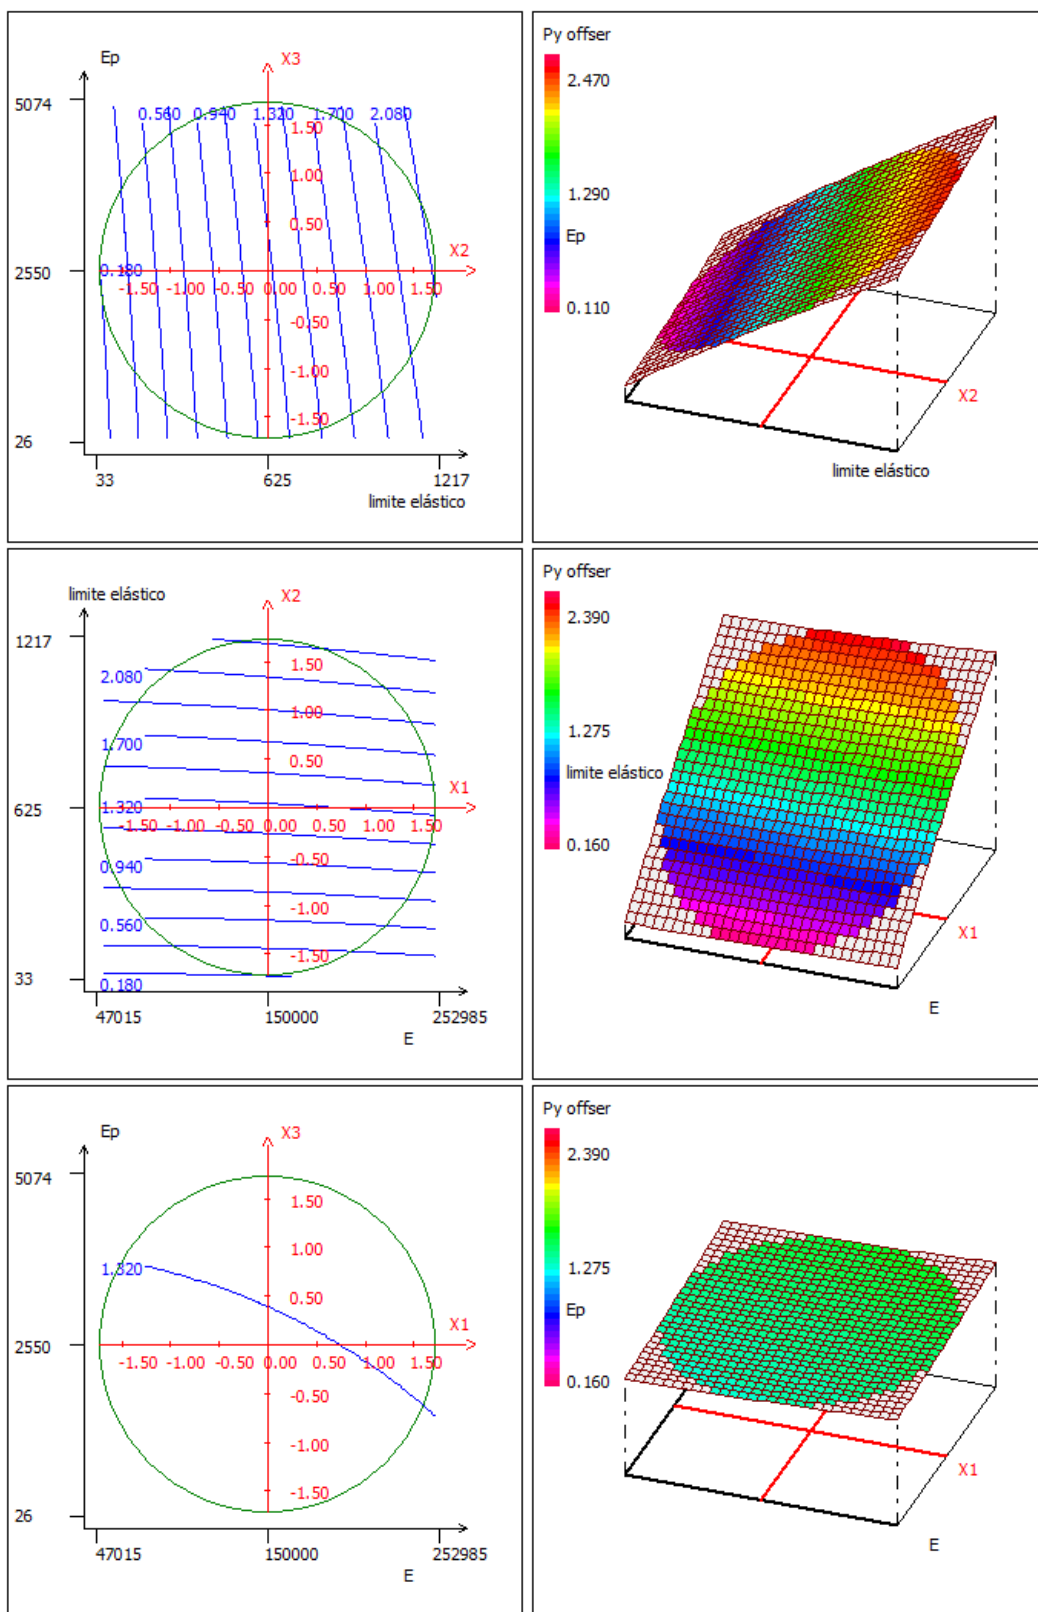 Ep
X3
5074
0.560 0.940 1.320 1.700 2.080
1.50
1.00
0.50
X2
2550
0.180
-1.50 -1.00 -0.50 0.00 0.50 1.00 1.50
-0.50
-1.00
-1.50
26
33 625 1217
limite elástico
Py offser
2.470
1.290
Ep
0.110
X2
limite elástico
limite elástico
X2
1217
1.50
2.080
1.00
1.700
0.50
X1
625
1.320
-1.50 -1.00 -0.50 0.00 0.50 1.00 1.50
-0.50
0.940
-1.00
0.560
-1.50
33
0.180
47015 150000 252985
E
Py offser
2.390
1.275
limite elástico
0.160
X1
E
Ep
X3
5074
1.50
1.00
1.320
0.50
X1
2550
-1.50 -1.00 -0.50 0.00 0.50 1.00 1.50
-0.50
-1.00
-1.50
26
47015 150000 252985
E
Py offser
2.390
1.275
Ep
0.160
X1
E